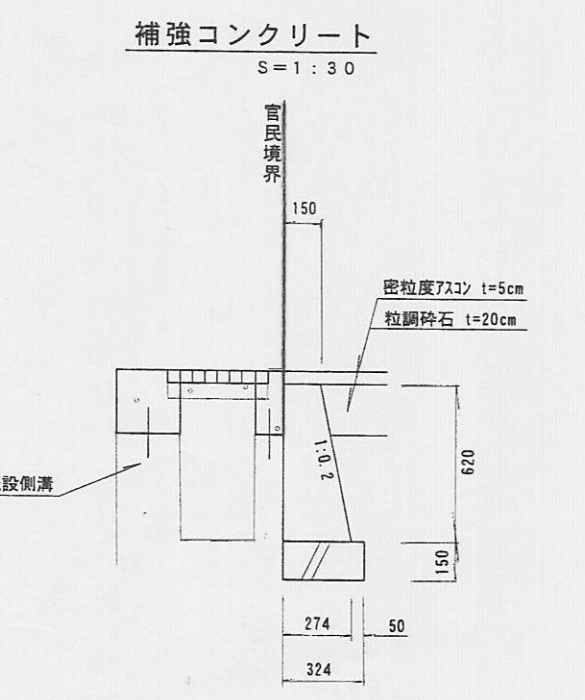 補強コンクリート
S=1:30
官民境界
150
密粒度アスコン t=5cm
粒調砕石 t=20cm
1:0.2
620
設側溝
150
274
50
324